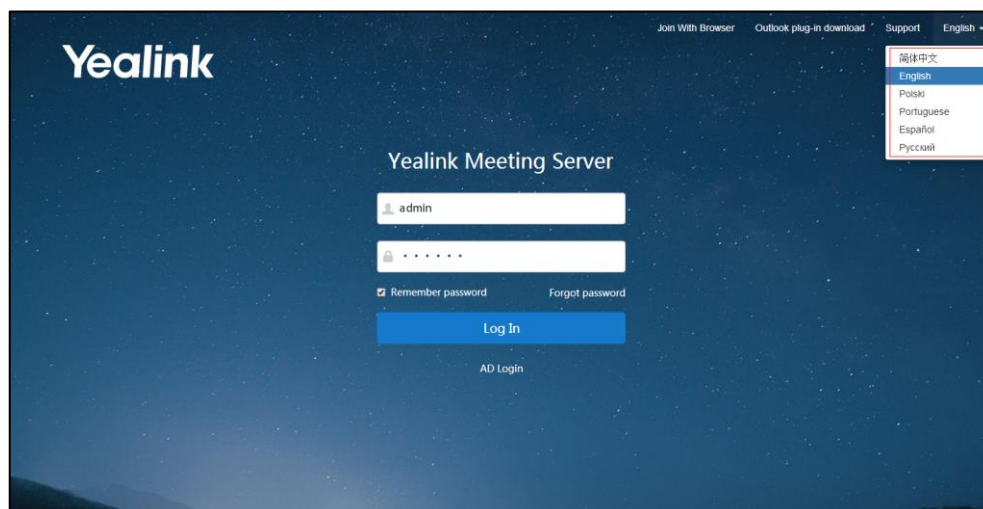 Join With Browser Outlook plug-in download Support English
Yealink
简体中文
English
Polski
Portuguese
Español
Русский
Yealink Meeting Server
admin
······
Remember password Forgot password
Log In
AD Login